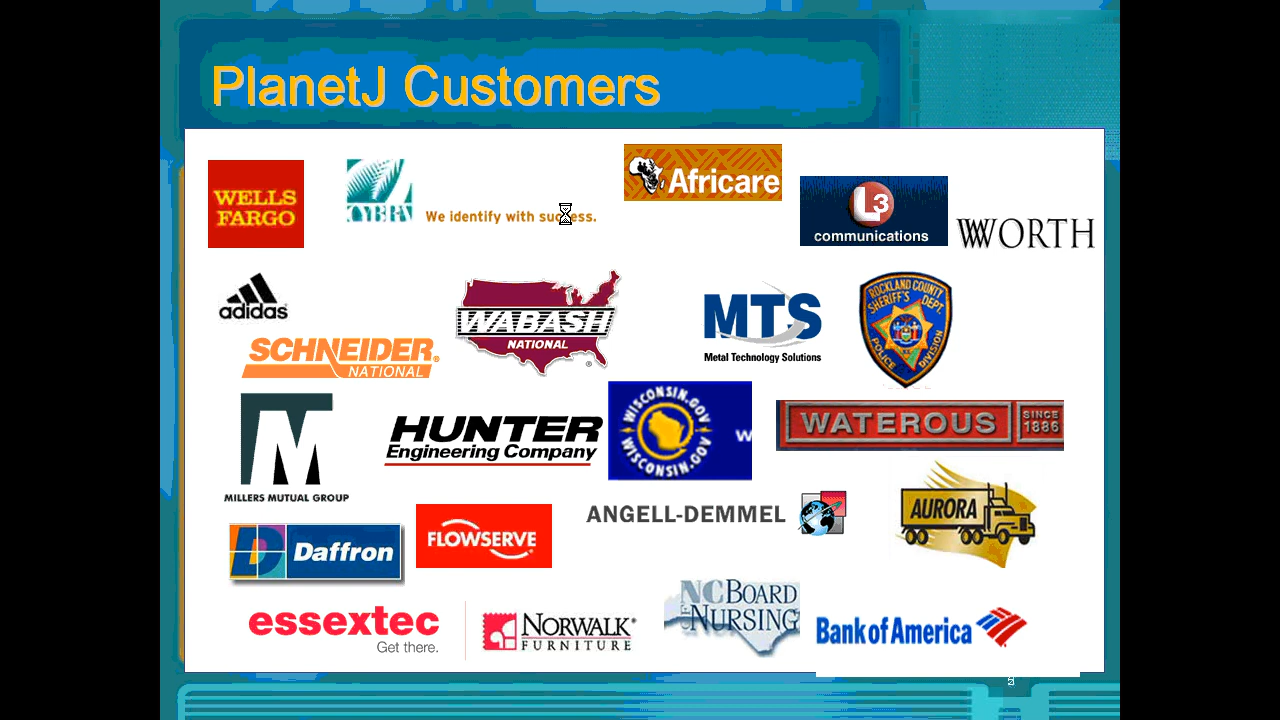 PlanetJ Customers
WELLS
FARGO
We identify with success.
Africare
L3
communications
WORTH
adidas
SCHNEIDER
NATIONAL
WABASH
NATIONAL
MTS
Metal Technology Solutions
ROCKLAND COUNTY
SHERIFF'S DEPT.
POLICE DIVISION
M
MILLERS MUTUAL GROUP
HUNTER
Engineering Company
WISCONSIN.GOV
WISCONSIN.GOV
W
WATEROUS
SINCE
1886
ANGELL-DEMMEL
AURORA
D Daffron
FLOWSERVE
essextec
Get there.
NORWALK
FURNITURE
NC BOARD
OF NURSING
Bank of America